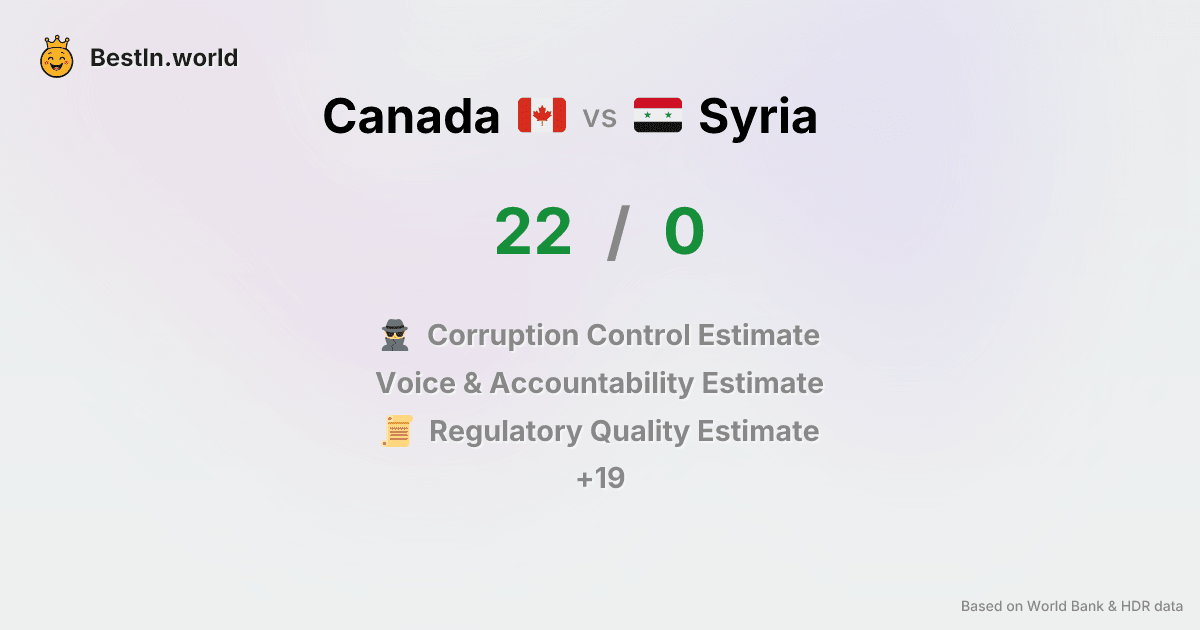 BestIn.world
Canada vs Syria
22 / 0
Corruption Control Estimate
Voice & Accountability Estimate
Regulatory Quality Estimate
+19
Based on World Bank & HDR data